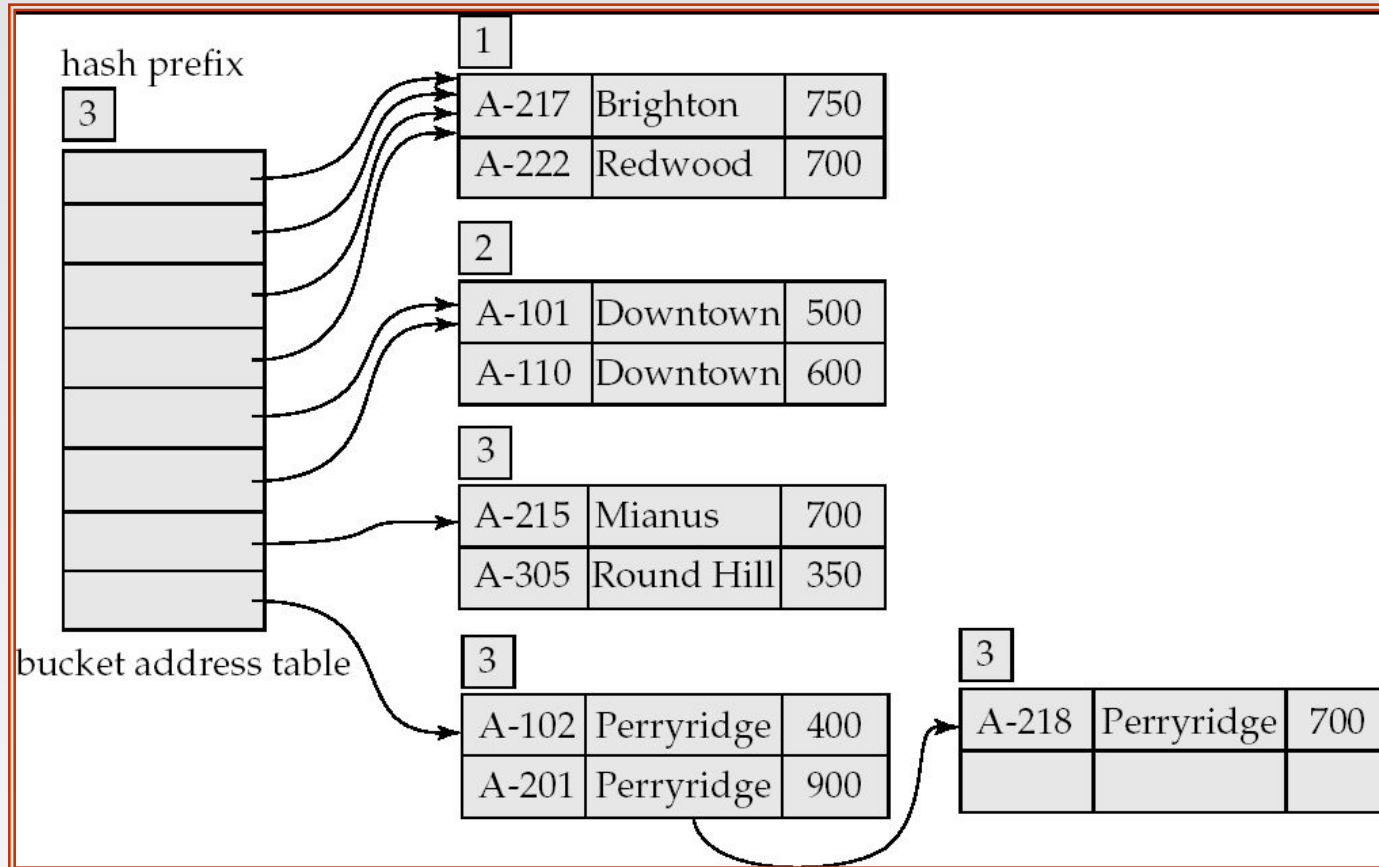 hash prefix
3
bucket address table
1
A-217 Brighton 750
A-222 Redwood 700
2
A-101 Downtown 500
A-110 Downtown 600
3
A-215 Mianus 700
A-305 Round Hill 350
3
A-102 Perryridge 400
A-201 Perryridge 900
3
A-218 Perryridge 700